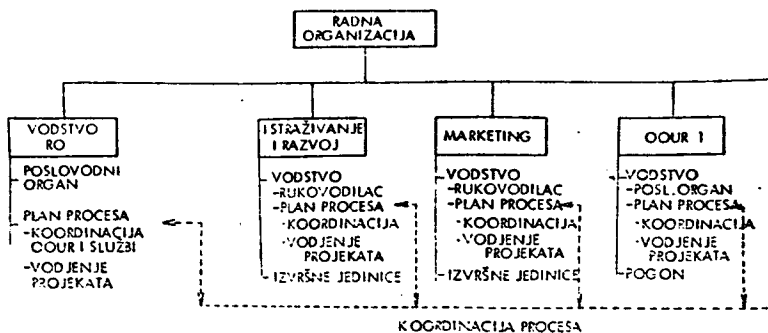 RADNA
ORGANIZACIJA
VODSTVO
RO
POSLOVODNI
ORGAN
PLAN PROCESA
-KOORDINACIJA
OOUR I SLUŽBI
-VODJENJE
PROJEKATA
ISTRAŽIVANJE
I RAZVOJ
VODSTVO
-RUKOVODILAC
-PLAN PROCESA
-KOORDINACIJA
-VODJENJE
PROJEKATA
IZVRŠNE JEDINICE
MARKETING
VODSTVO
-RUKOVODILAC
-PLAN PROCESA
-KOORDINACIJA
-VODJENJE
PROJEKATA
IZVRŠNE JEDINICE
OOUR 1
VODSTVO
-POSL.ORGAN
-PLAN PROCESA
-KOORDINACIJA
-VODJENJE
PROJEKATA
POGON
KOORDINACIJA PROCESA